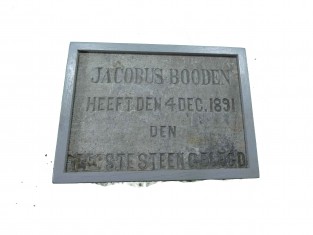 JACOBUS BOODEN
HEEFT DEN 4 DEC. 1891
DEN
EERSTE STEEN GELEGD